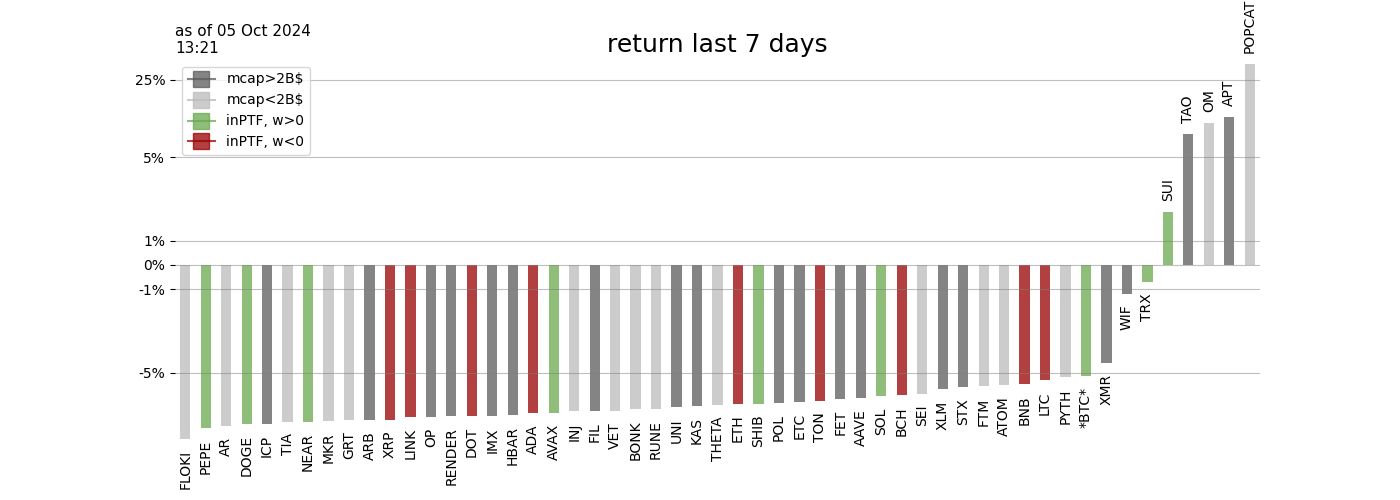 as of 05 Oct 2024
13:21
return last 7 days
25%
5%
1%
0%
-1%
-5%
mcap>2B$
mcap<2B$
inPTF, w>0
inPTF, w<0
FLOKI
PEPE
AR
DOGE
ICP
TIA
NEAR
MKR
GRT
ARB
XRP
LINK
OP
RENDER
DOT
IMX
HBAR
ADA
AVAX
INJ
FIL
VET
BONK
RUNE
UNI
KAS
THETA
ETH
SHIB
POL
ETC
TON
FET
AAVE
SOL
BCH
SEI
XLM
STX
FTM
ATOM
BNB
LTC
PYTH
*BTC*
XMR
WIF
TRX
SUI
TAO
OM
APT
POPCAT